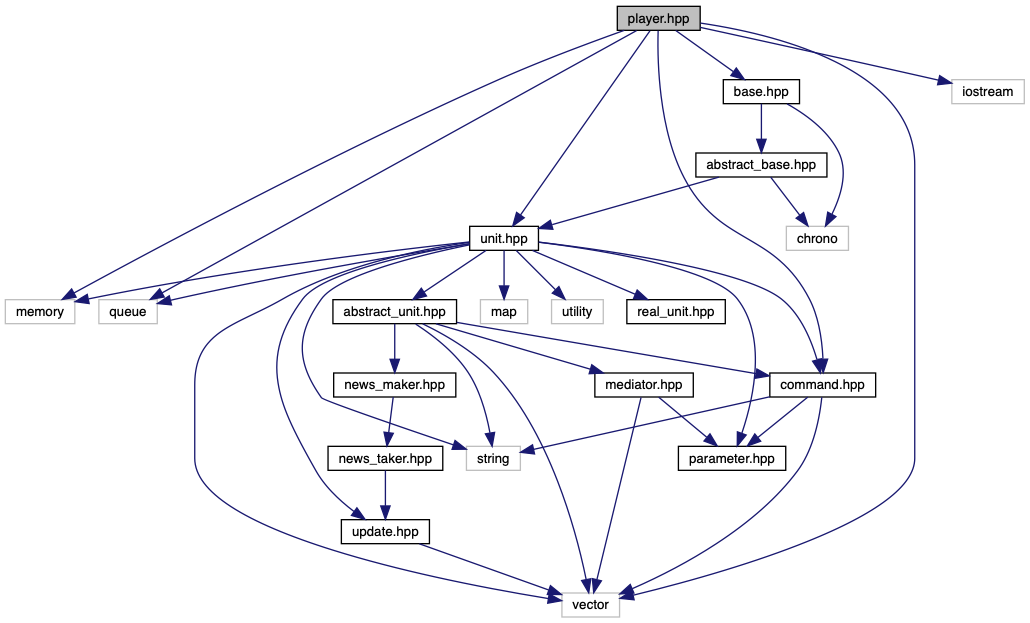 player.hpp
base.hpp
iostream
abstract_base.hpp
unit.hpp
chrono
memory
queue
abstract_unit.hpp
map
utility
real_unit.hpp
news_maker.hpp
mediator.hpp
command.hpp
news_taker.hpp
string
parameter.hpp
update.hpp
vector